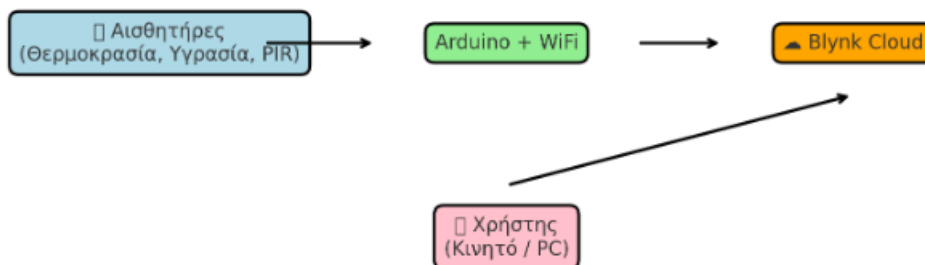 ▯ Αισθητήρες
(Θερμοκρασία, Υγρασία, PIR)
Arduino + WiFi
☁ Blynk Cloud
▯ Χρήστης
(Κινητό / PC)